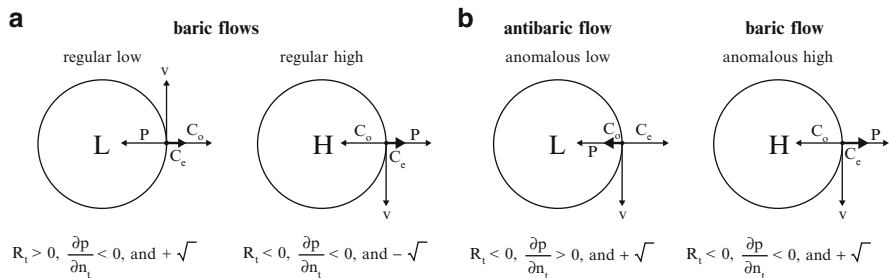 a
baric flows
regular low
regular high
v
P
C_o
L
C_e
C_o
P
H
C_e
v
R_t > 0, ∂p/∂n_t < 0, and + √
R_t < 0, ∂p/∂n_t < 0, and − √
b
antibaric flow
baric flow
anomalous low
anomalous high
C_o
C_e
L
P
v
C_o
P
H
C_e
v
R_t < 0, ∂p/∂n_t > 0, and + √
R_t < 0, ∂p/∂n_t < 0, and + √